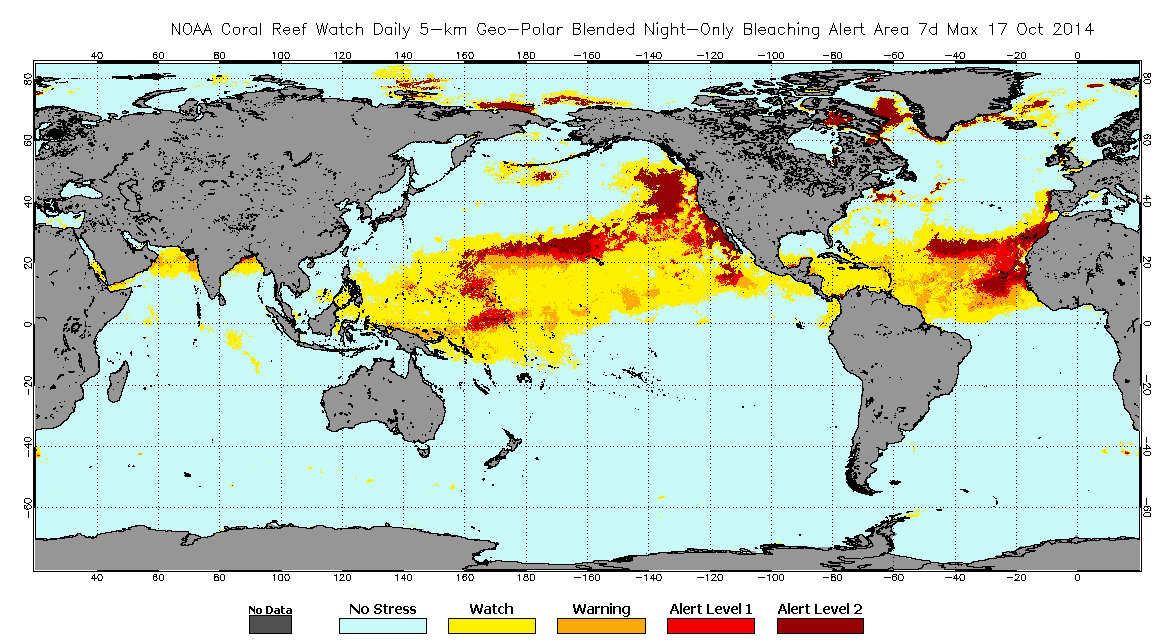 NOAA Coral Reef Watch Daily 5-km Geo-Polar Blended Night-Only Bleaching Alert Area 7d Max 17 Oct 2014
40 60 80 100 120 140 160 180 -160 -140 -120 -100 -80 -60 -40 -20 0
80 80
60 60
40 40
20 20
0 0
-20 -20
-40 -40
-60 -60
40 60 80 100 120 140 160 180 -160 -140 -120 -100 -80 -60 -40 -20 0
No Data No Stress Watch Warning Alert Level 1 Alert Level 2